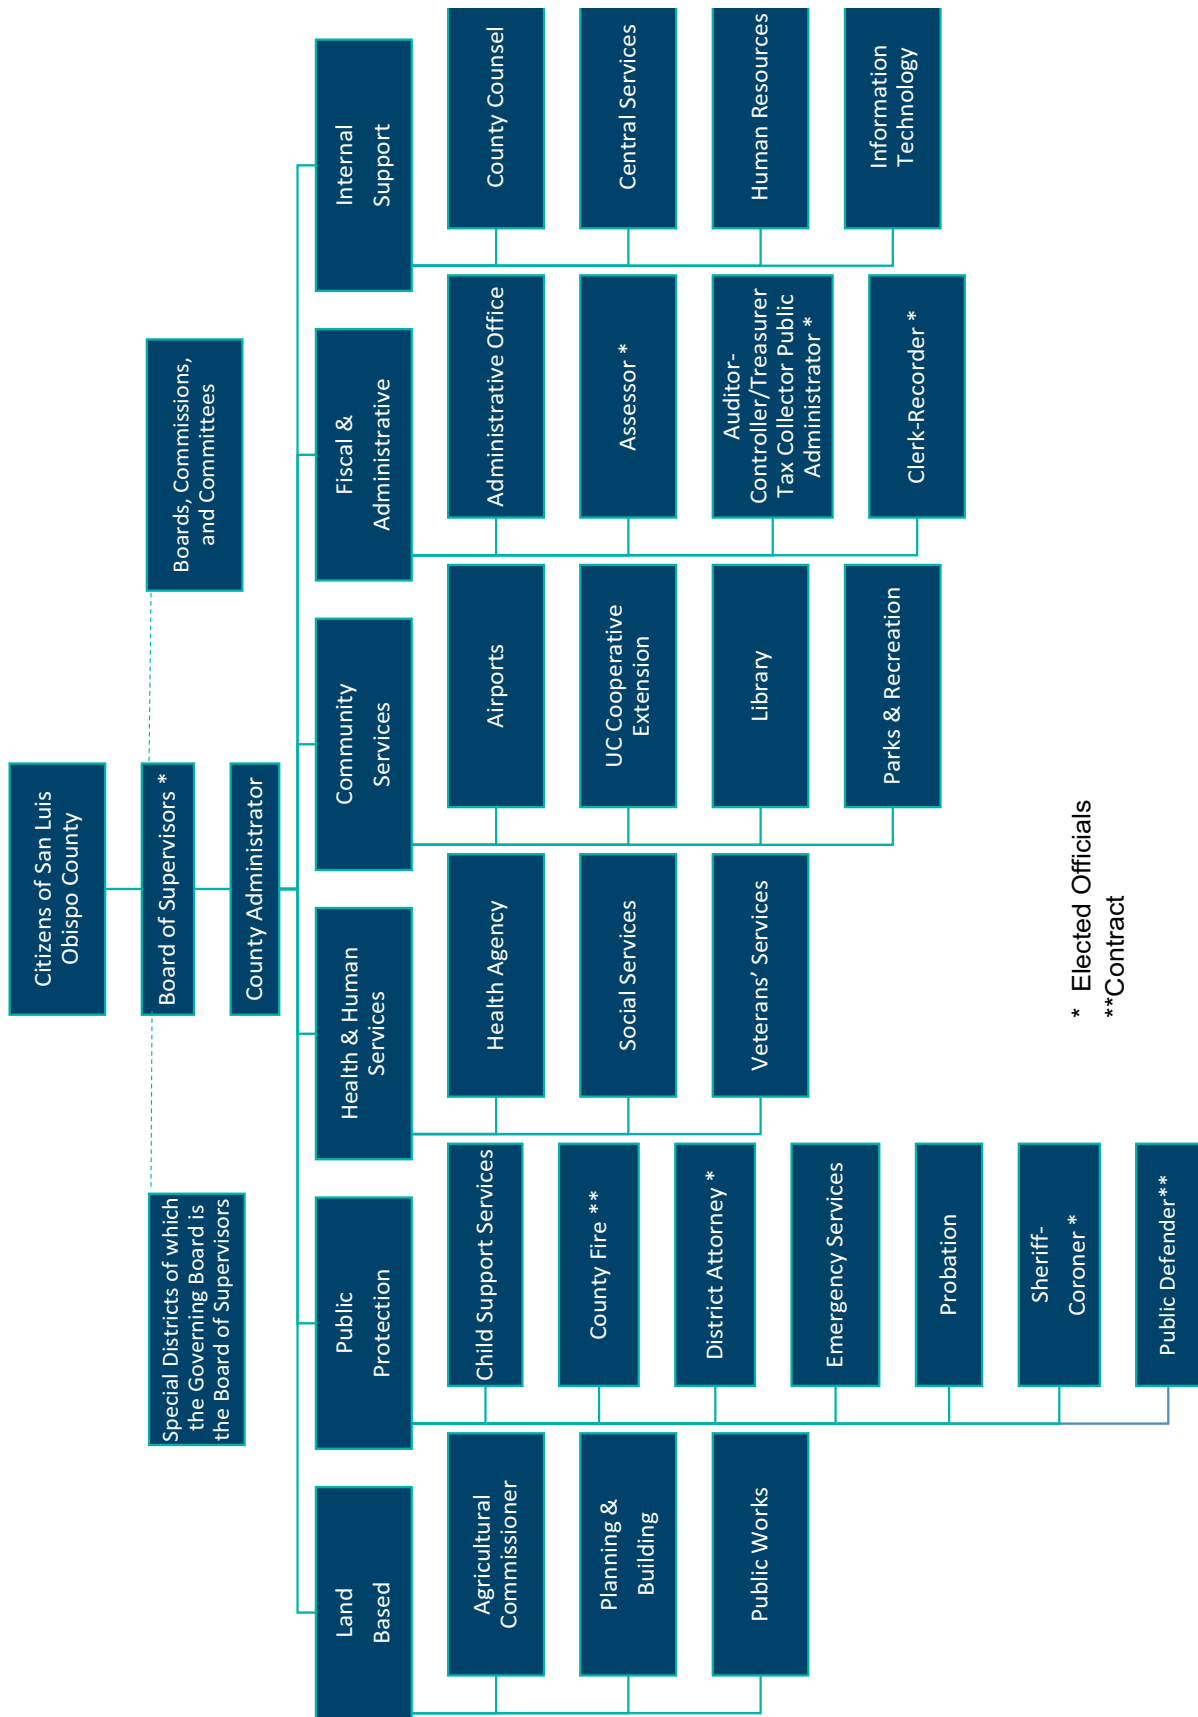 Citizens of San Luis
Obispo County
Special Districts of which
the Governing Board is
the Board of Supervisors
Board of Supervisors *
Boards, Commissions,
and Committees
County Administrator
Land
Based
Agricultural
Commissioner
Planning &
Building
Public Works
Public
Protection
Child Support Services
County Fire **
District Attorney *
Emergency Services
Probation
Sheriff-
Coroner *
Public Defender**
Health & Human
Services
Health Agency
Social Services
Veterans’ Services
Community
Services
Airports
UC Cooperative
Extension
Library
Parks & Recreation
Fiscal &
Administrative
Administrative Office
Assessor *
Auditor-
Controller/Treasurer
Tax Collector Public
Administrator *
Clerk-Recorder *
Internal
Support
County Counsel
Central Services
Human Resources
Information
Technology
* Elected Officials
**Contract